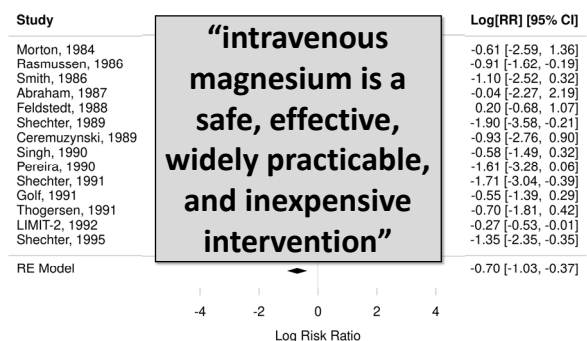 Study Log[RR] [95% CI]
Morton, 1984 -0.61 [-2.59, 1.36]
Rasmussen, 1986 -0.91 [-1.62, -0.19]
Smith, 1986 -1.10 [-2.52, 0.32]
Abraham, 1987 -0.04 [-2.27, 2.19]
Feldstedt, 1988 0.20 [-0.68, 1.07]
Shechter, 1989 -1.90 [-3.58, -0.21]
Ceremuzynski, 1989 -0.93 [-2.76, 0.90]
Singh, 1990 -0.58 [-1.49, 0.32]
Pereira, 1990 -1.61 [-3.28, 0.06]
Shechter, 1991 -1.71 [-3.04, -0.39]
Golf, 1991 -0.55 [-1.39, 0.29]
Thogersen, 1991 -0.70 [-1.81, 0.42]
LIMIT-2, 1992 -0.27 [-0.53, -0.01]
Shechter, 1995 -1.35 [-2.35, -0.35]
RE Model -0.70 [-1.03, -0.37]
“intravenous
magnesium is a
safe, effective,
widely practicable,
and inexpensive
intervention”
-4 -2 0 2 4
Log Risk Ratio